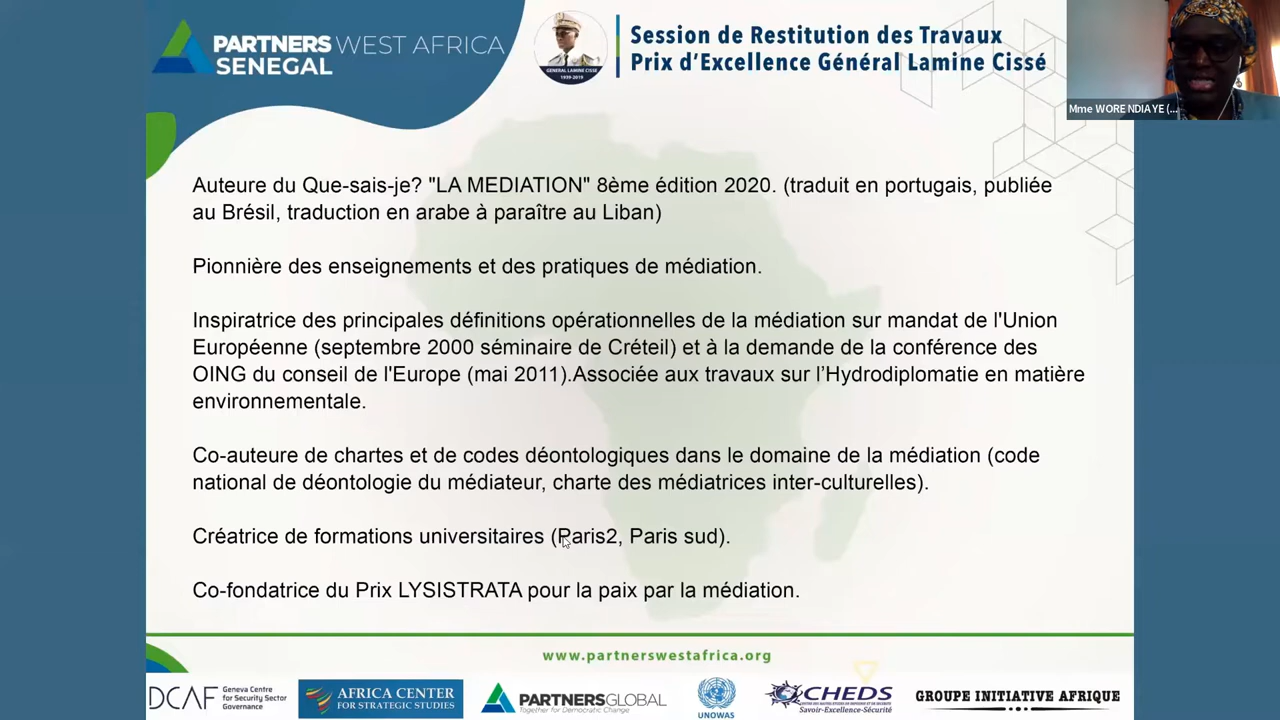 PARTNERS WEST AFRICA
SENEGAL
GENERAL LAMINE CISSE
1939-2019
Session de Restitution des Travaux
Prix d'Excellence Général Lamine Cissé
Mme WORE NDIAYE (...
Auteure du Que-sais-je? "LA MEDIATION" 8ème édition 2020. (traduit en portugais, publiée
au Brésil, traduction en arabe à paraître au Liban)
Pionnière des enseignements et des pratiques de médiation.
Inspiratrice des principales définitions opérationnelles de la médiation sur mandat de l'Union
Européenne (septembre 2000 séminaire de Créteil) et à la demande de la conférence des
OING du conseil de l'Europe (mai 2011).Associée aux travaux sur l'Hydrodiplomatie en matière
environnementale.
Co-auteure de chartes et de codes déontologiques dans le domaine de la médiation (code
national de déontologie du médiateur, charte des médiatrices inter-culturelles).
Créatrice de formations universitaires (Paris2, Paris sud).
Co-fondatrice du Prix LYSISTRATA pour la paix par la médiation.
www.partnerswestafrica.org
DCAF Geneva Centre
for Security Sector
Governance
AFRICA CENTER
FOR STRATEGIC STUDIES
PARTNERSGLOBAL
Together for Democratic Change
UNOWAS
CHEDS
Savoir-Excellence-Sécurité
GROUPE INITIATIVE AFRIQUE